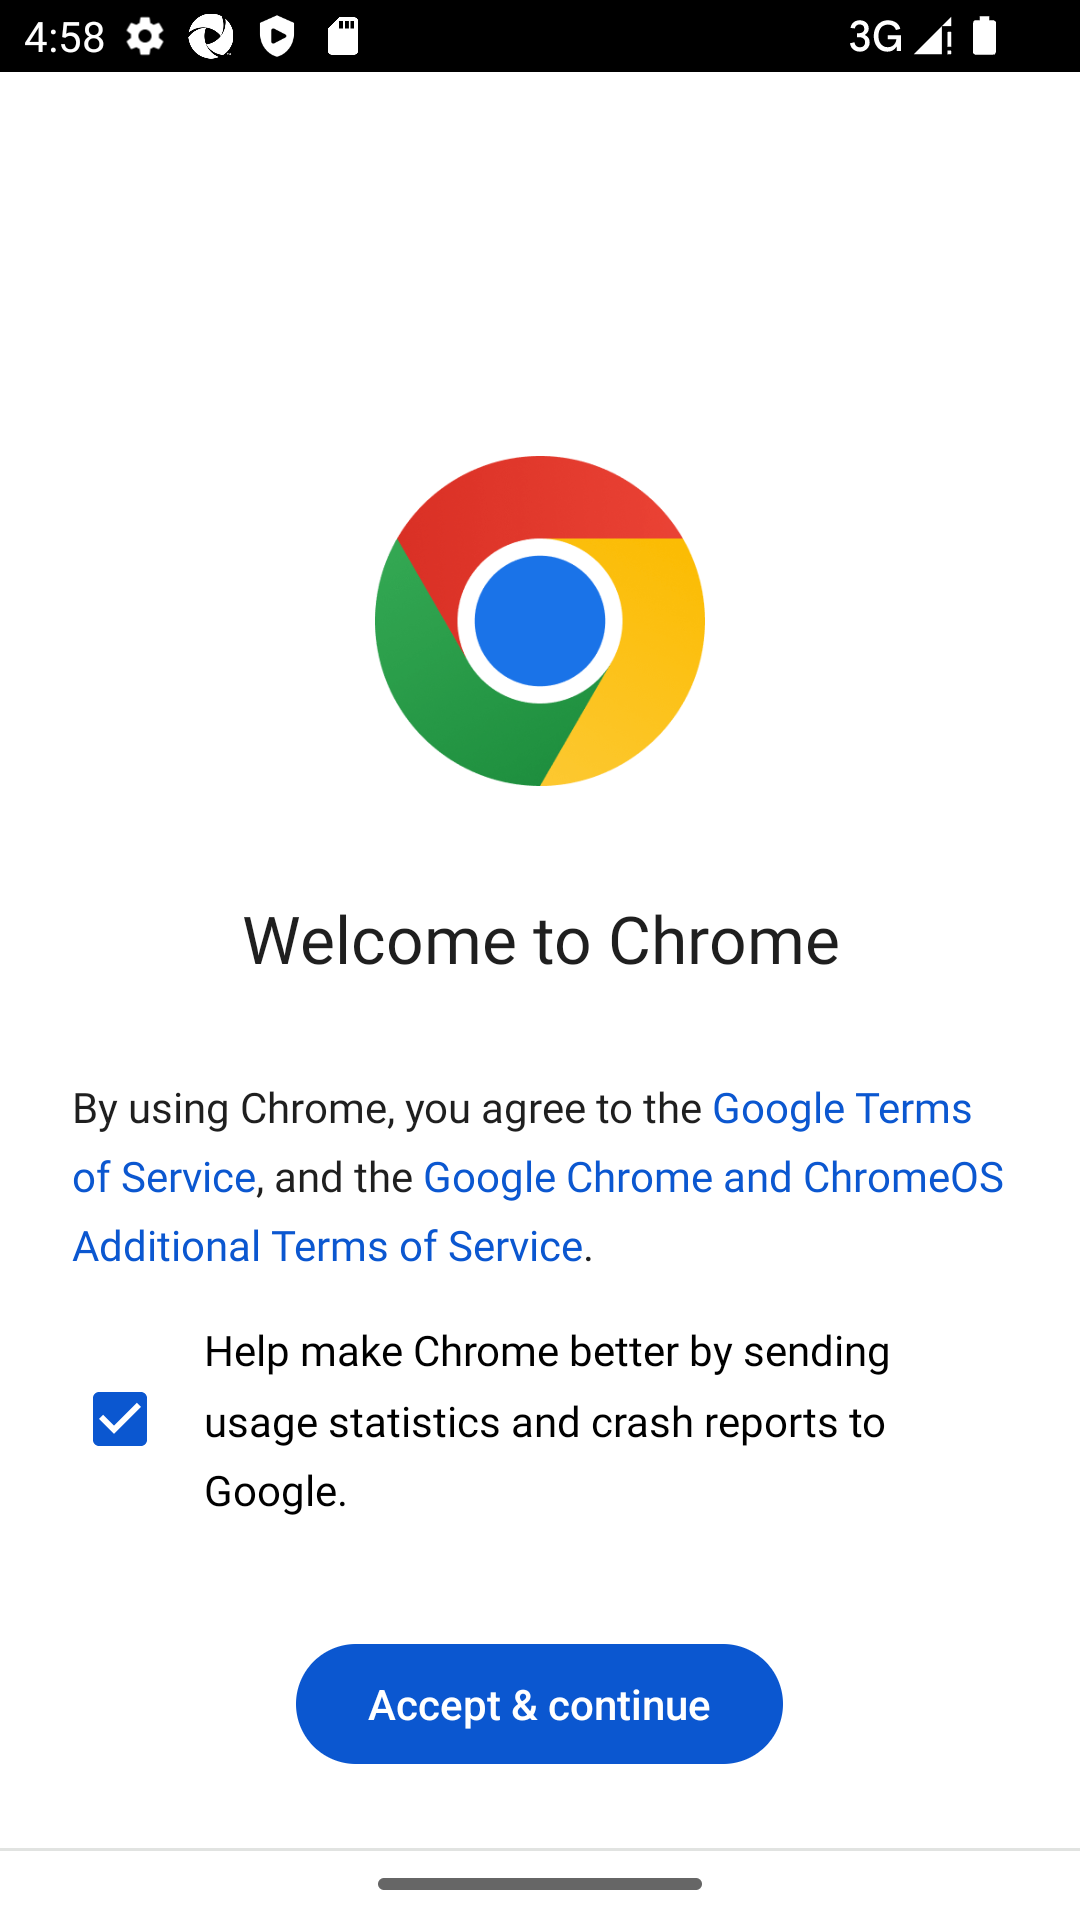 4:58 3G
Welcome to Chrome
By using Chrome, you agree to the Google Terms
of Service, and the Google Chrome and ChromeOS
Additional Terms of Service.
Help make Chrome better by sending
usage statistics and crash reports to
Google.
Accept & continue